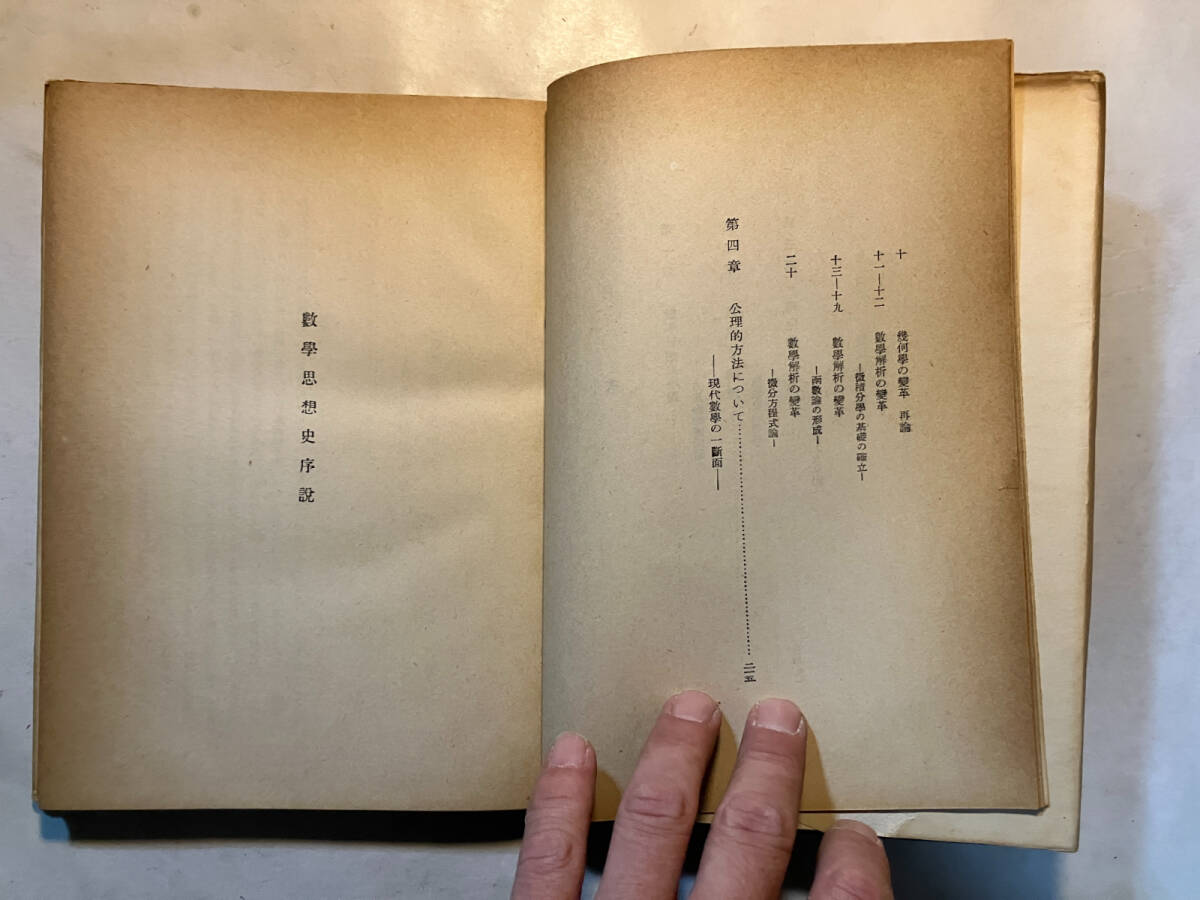 十 幾何學の變革 再論
十一―十二 數學解析の變革
―微積分學の基礎の確立―
十三―十九 數學解析の變革
―函數論の形成―
二十 數學解析の變革
―微分方程式論―
第四章 公理的方法について…………………………二一五
――現代數學の一斷面――
數學思想史序說